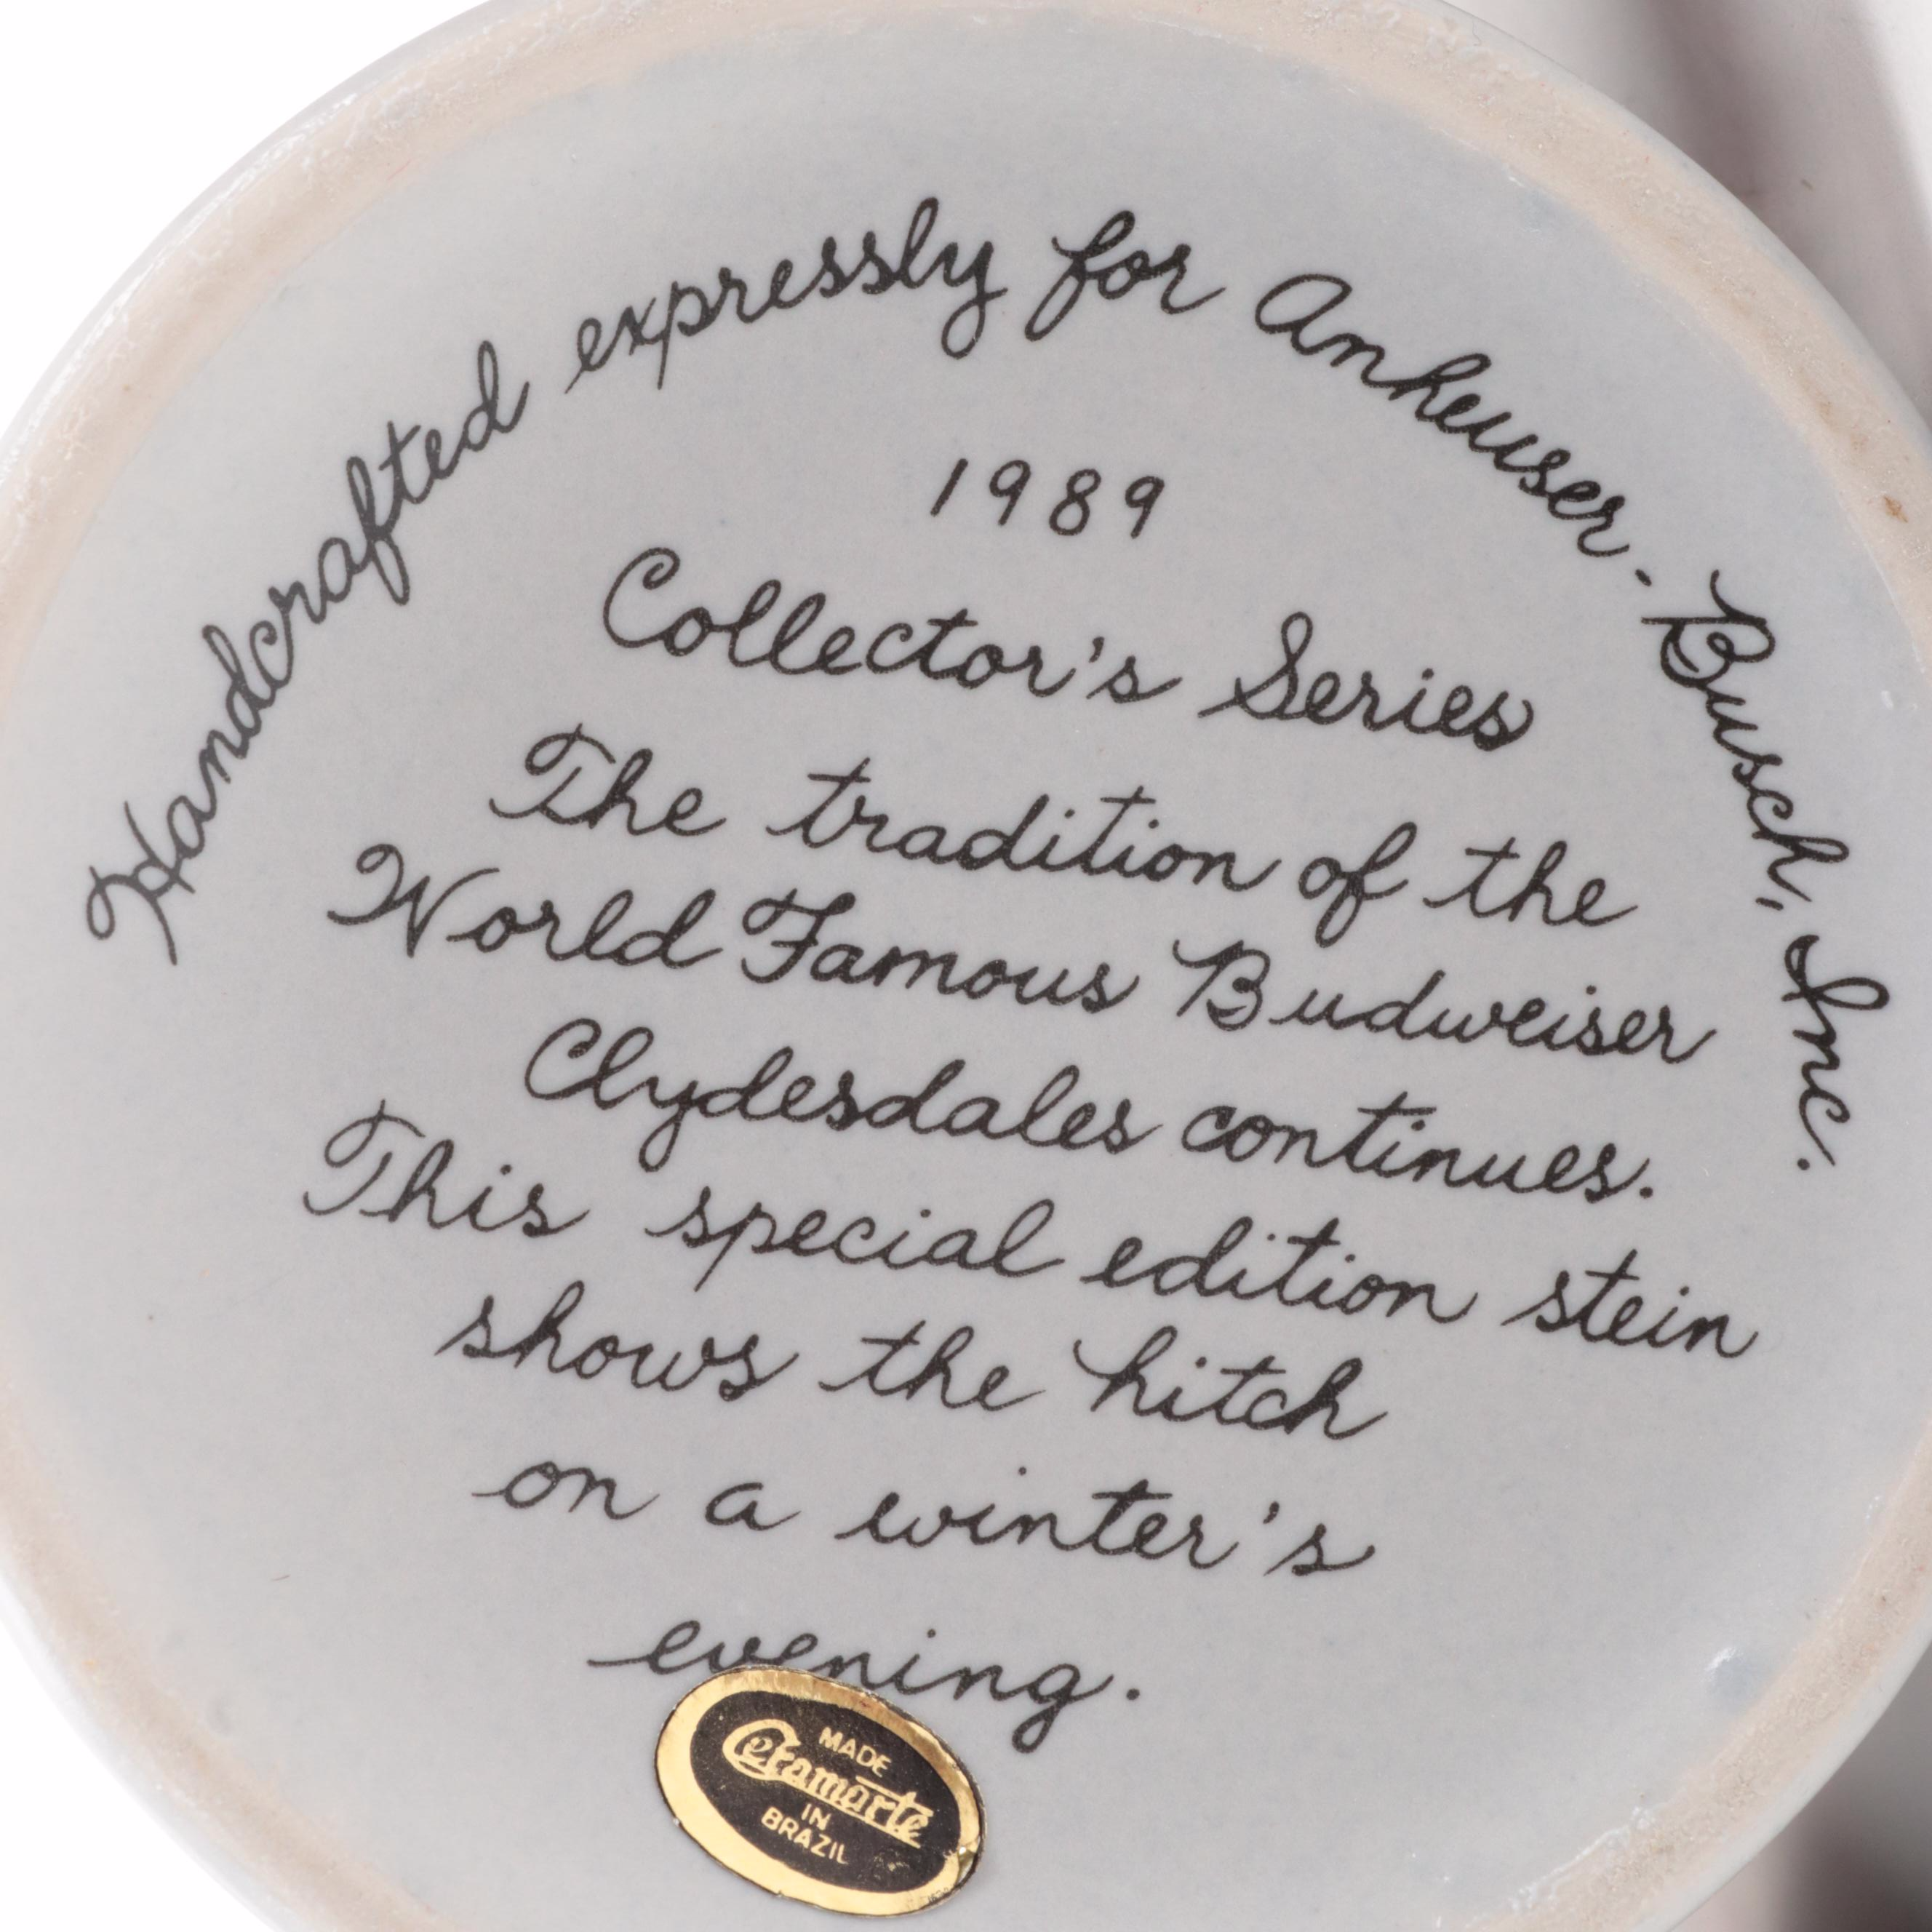 Handcrafted expressly for Anheuser-Busch, Inc.
1989
Collector's Series
The tradition of the
World Famous Budweiser
Clydesdales continues.
This special edition stein
shows the hitch
on a winter's
evening.
MADE
Ceramarte
IN
BRAZIL